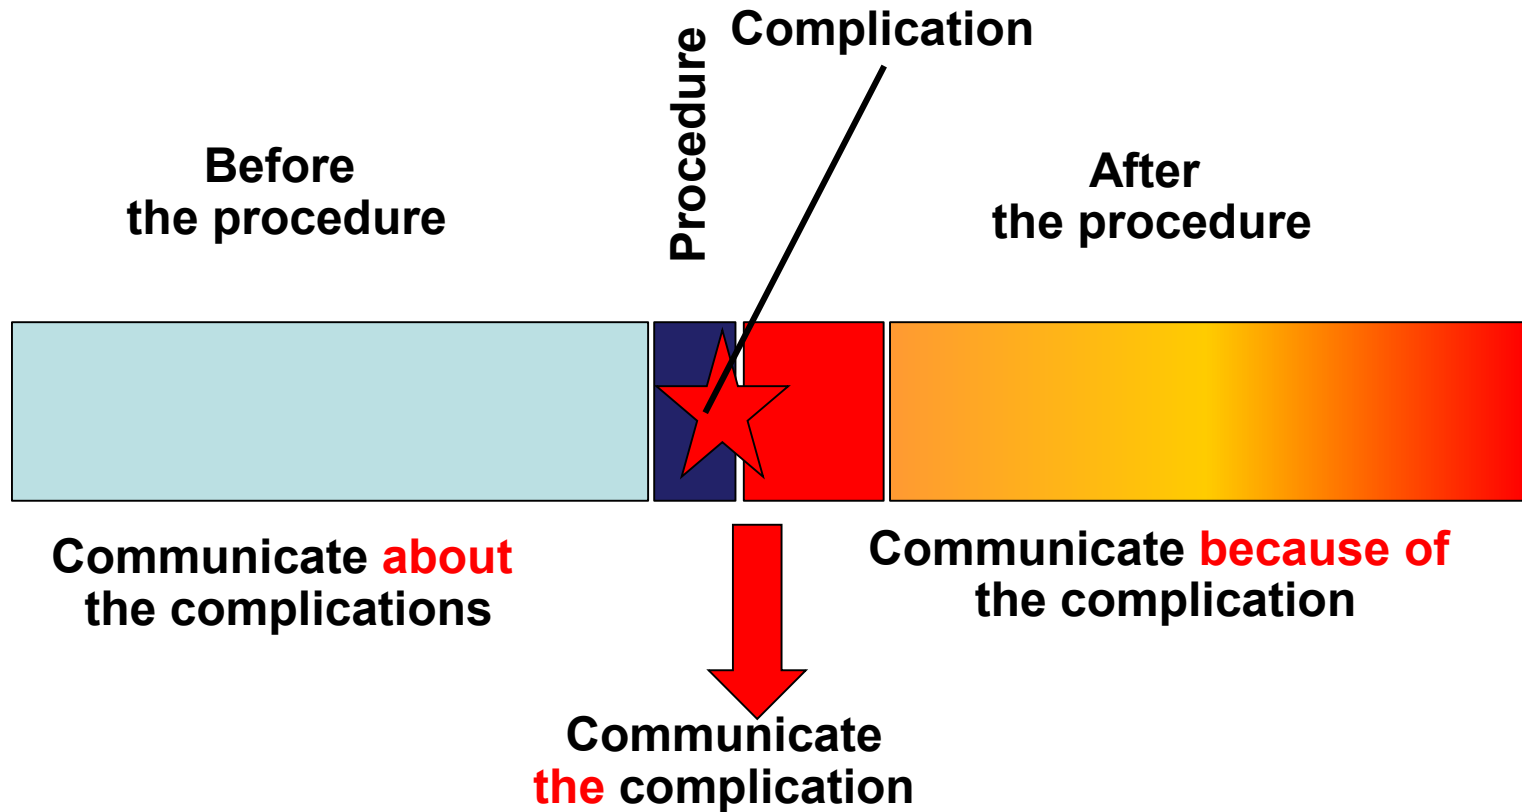 Complication
Procedure
Before
the procedure
After
the procedure
Communicate about
the complications
Communicate because of
the complication
Communicate
the complication